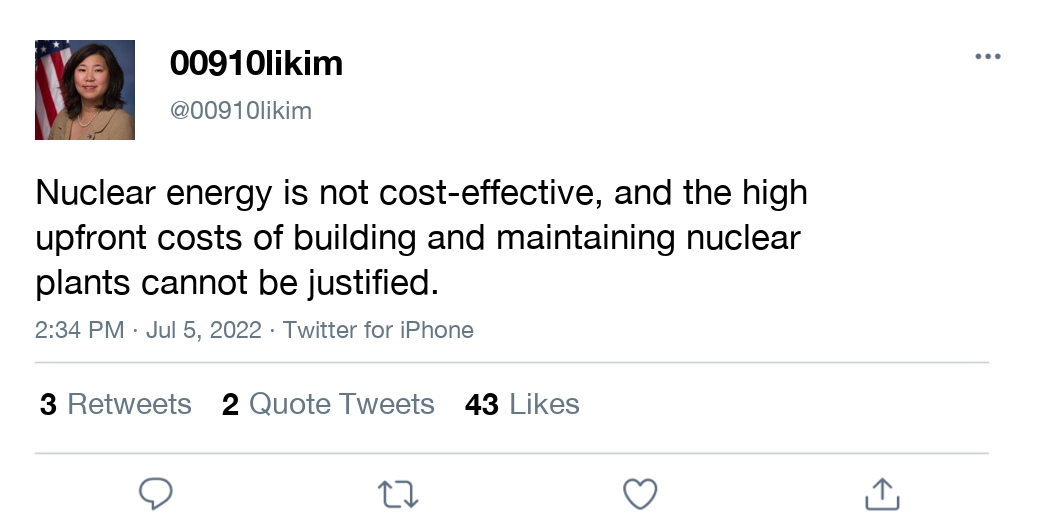 00910likim
@00910likim
Nuclear energy is not cost-effective, and the high
upfront costs of building and maintaining nuclear
plants cannot be justified.
2:34 PM · Jul 5, 2022 · Twitter for iPhone
3 Retweets 2 Quote Tweets 43 Likes